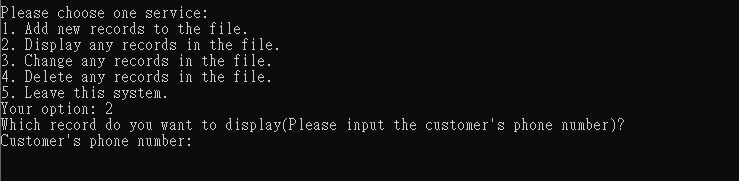 Please choose one service:
1. Add new records to the file.
2. Display any records in the file.
3. Change any records in the file.
4. Delete any records in the file.
5. Leave this system.
Your option: 2
Which record do you want to display(Please input the customer's phone number)?
Customer's phone number: